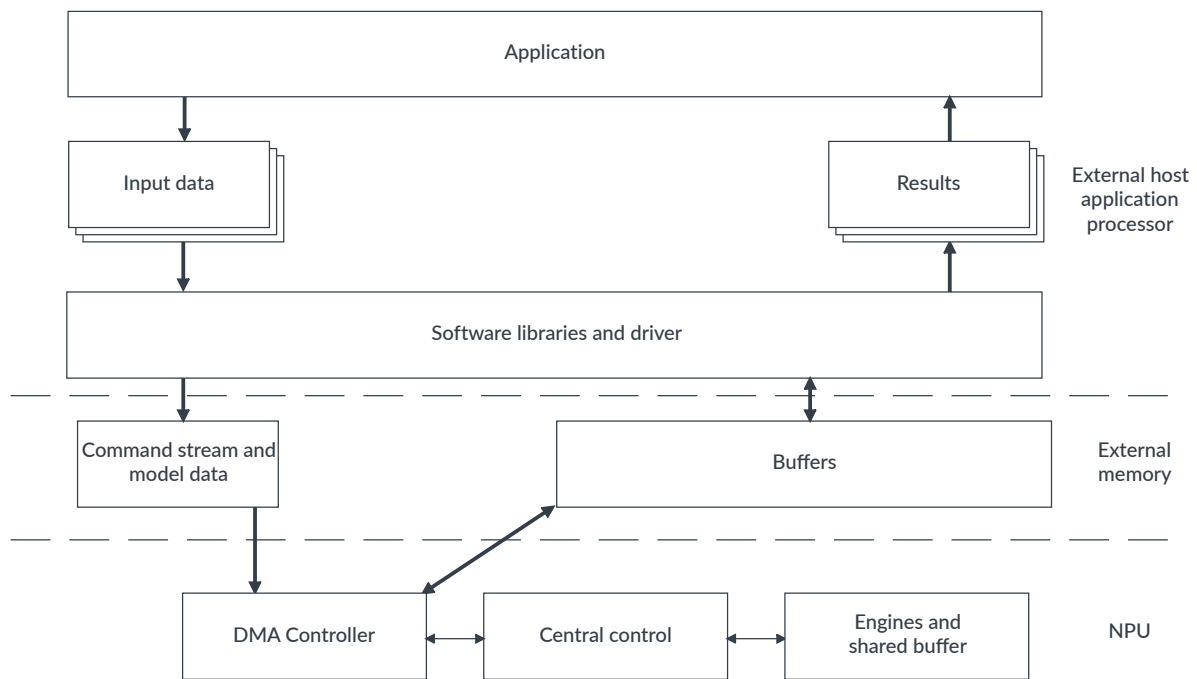 Application
Input data
Results
External host
application
processor
Software libraries and driver
Command stream and
model data
Buffers
External
memory
DMA Controller
Central control
Engines and
shared buffer
NPU